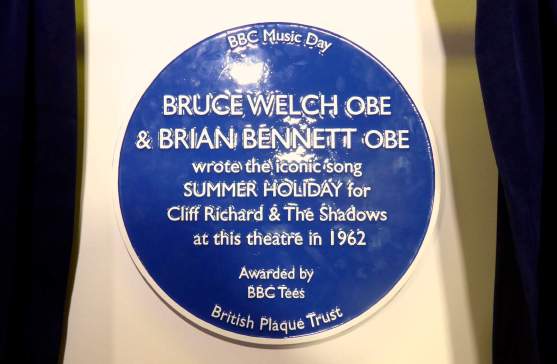 BBC Music Day
BRUCE WELCH OBE
& BRIAN BENNETT OBE
wrote the iconic song
SUMMER HOLIDAY for
Cliff Richard & The Shadows
at this theatre in 1962
Awarded by
BBC Tees
British Plaque Trust